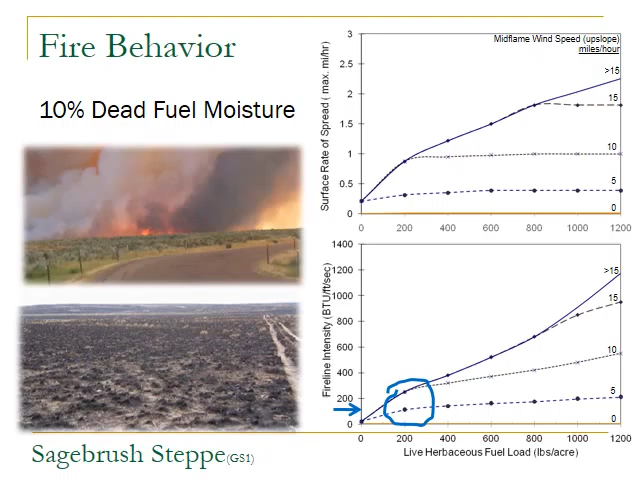 Fire Behavior
10% Dead Fuel Moisture
Sagebrush Steppe(GS1)
Midflame Wind Speed (upslope)
miles/hour
Surface Rate of Spread ( max. mi/hr)
3
2.5
2
1.5
1
0.5
0
>15
15
10
5
0
0 200 400 600 800 1000 1200
Fireline Intensity (BTU/ft/sec)
1400
1200
1000
800
600
400
200
0
>15
15
10
5
0
0 200 400 600 800 1000 1200
Live Herbaceous Fuel Load (lbs/acre)